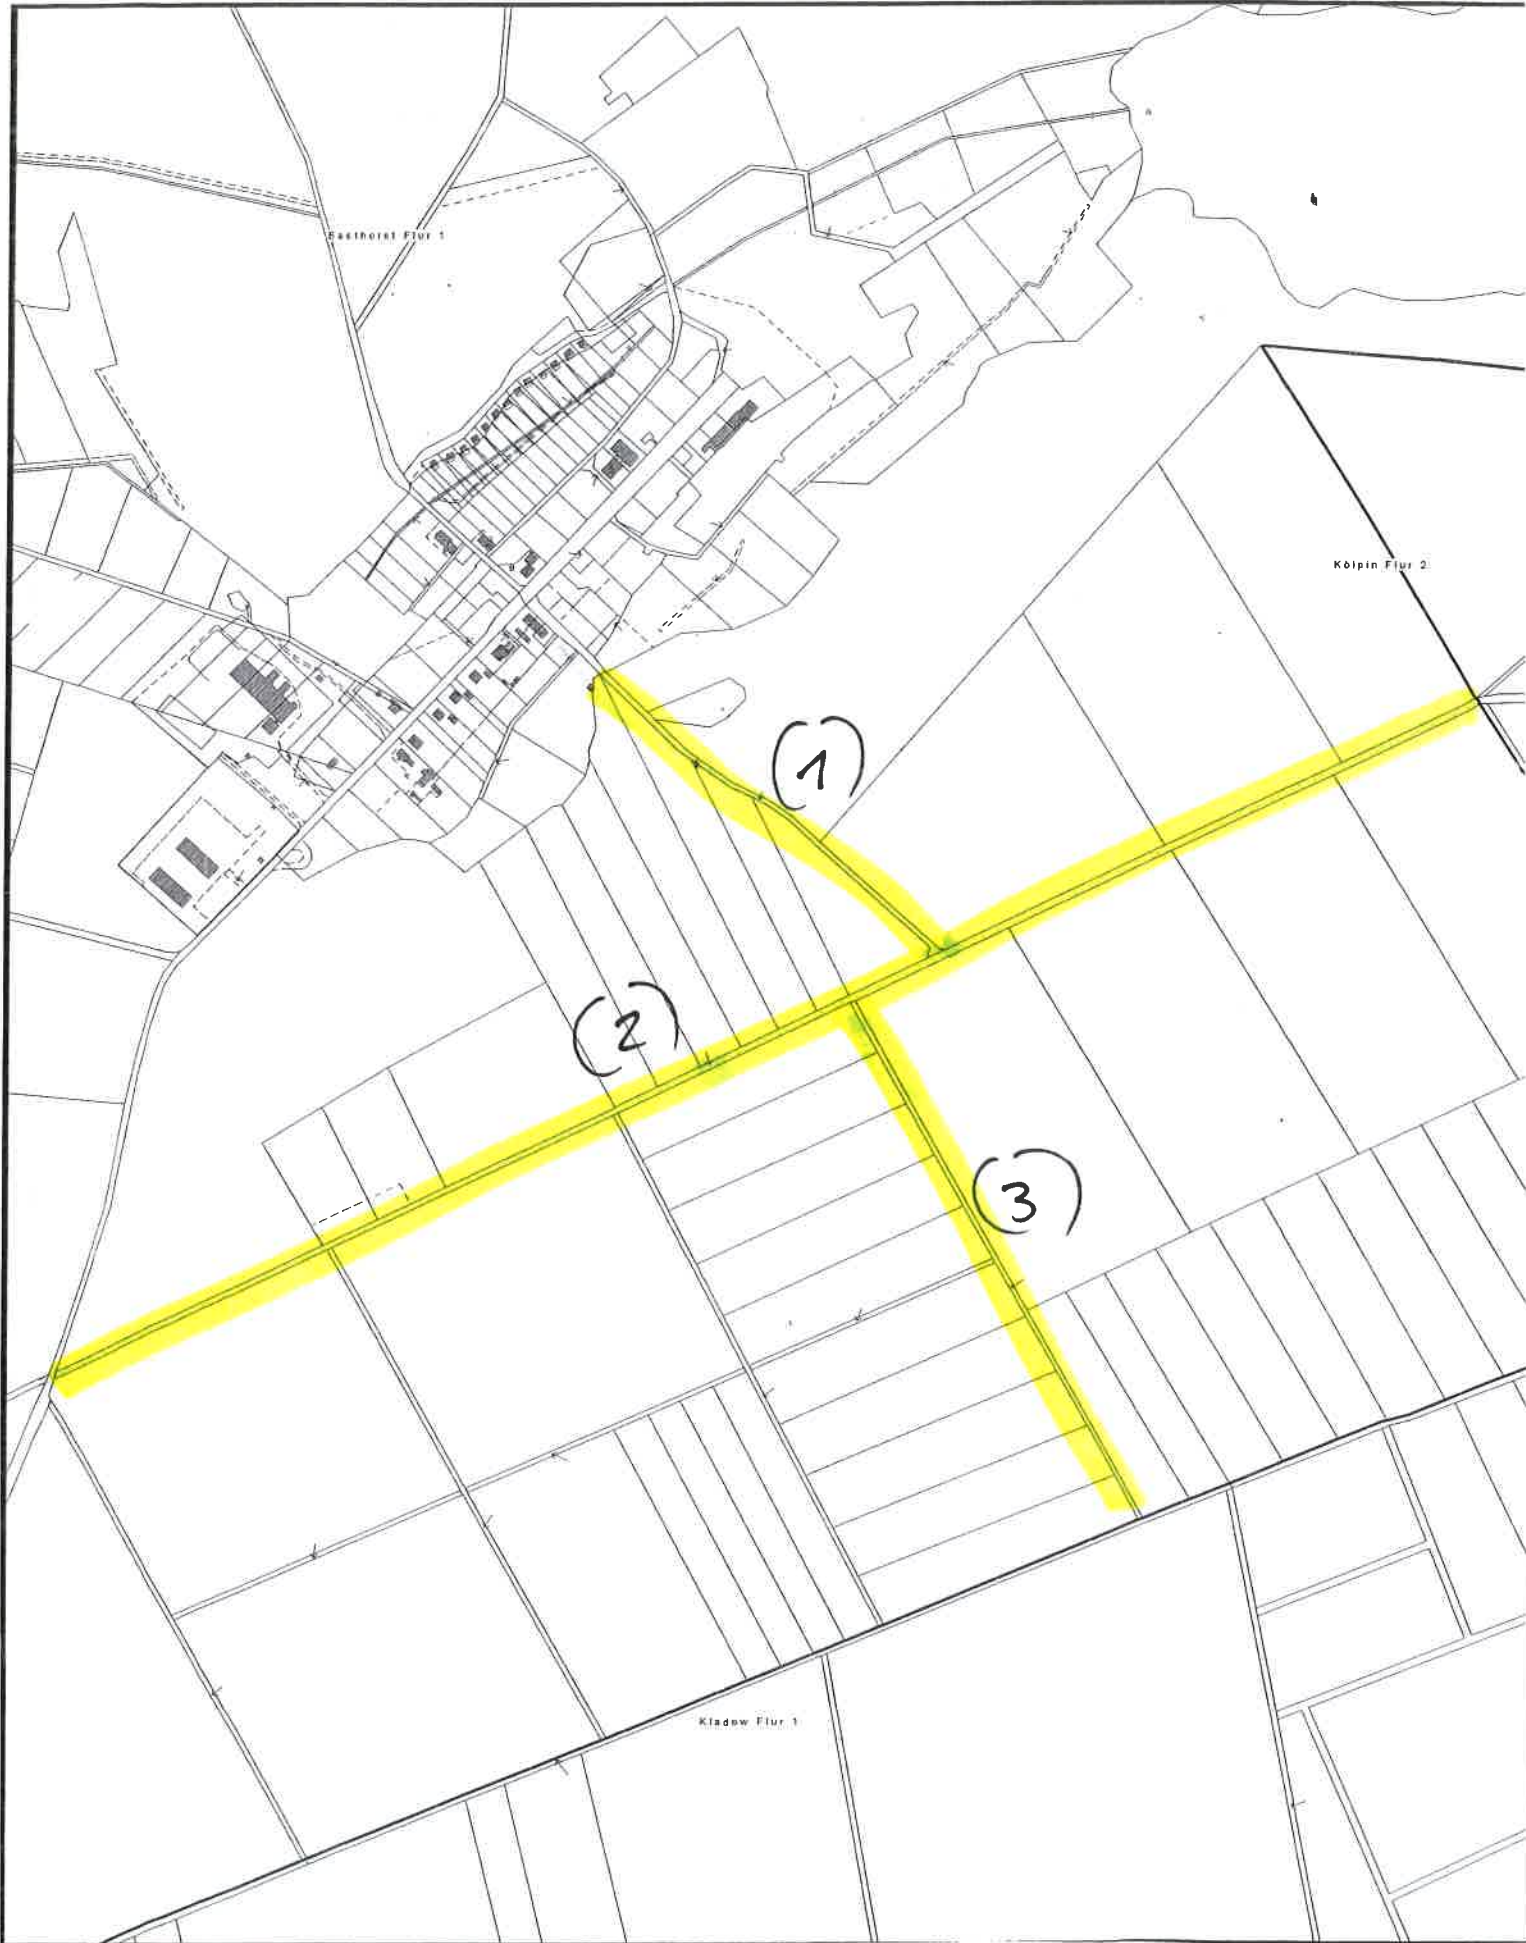 Basthorst Flur 1
Kölpin Flur 2
(1)
(2)
(3)
Kladow Flur 1